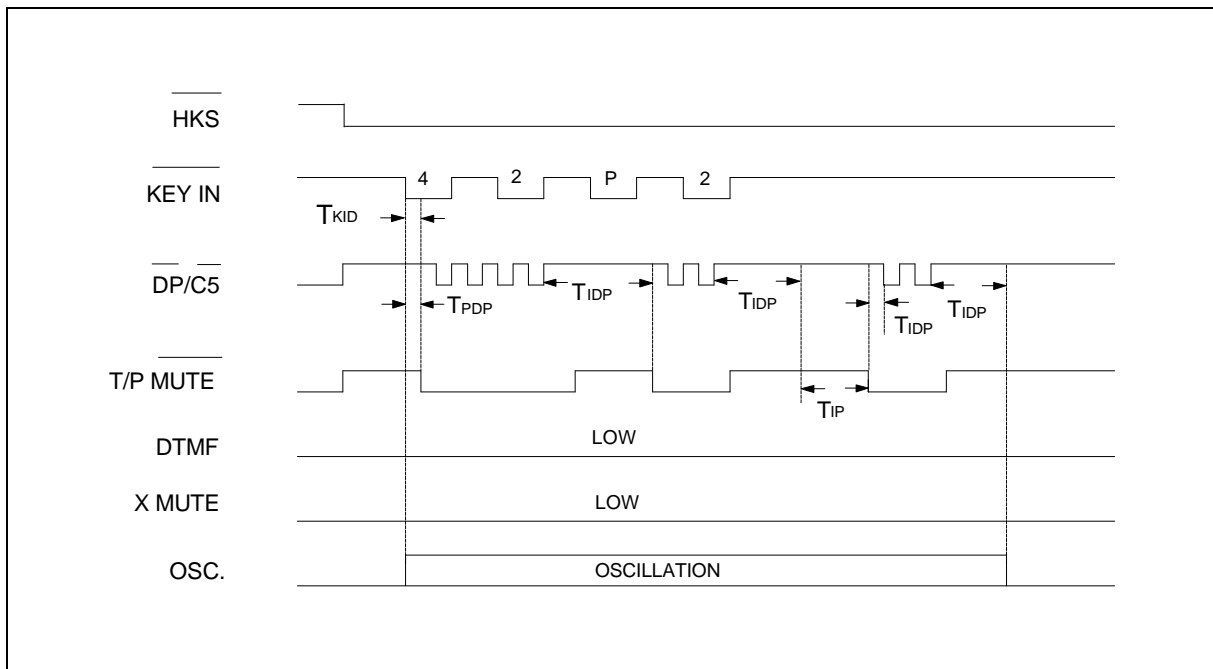 HKS
KEY IN
4 2 P 2
TKID
DP/C5
TIDP TIDP TIDP TIDP
TPDP
T/P MUTE
TIP
DTMF LOW
X MUTE LOW
OSC. OSCILLATION